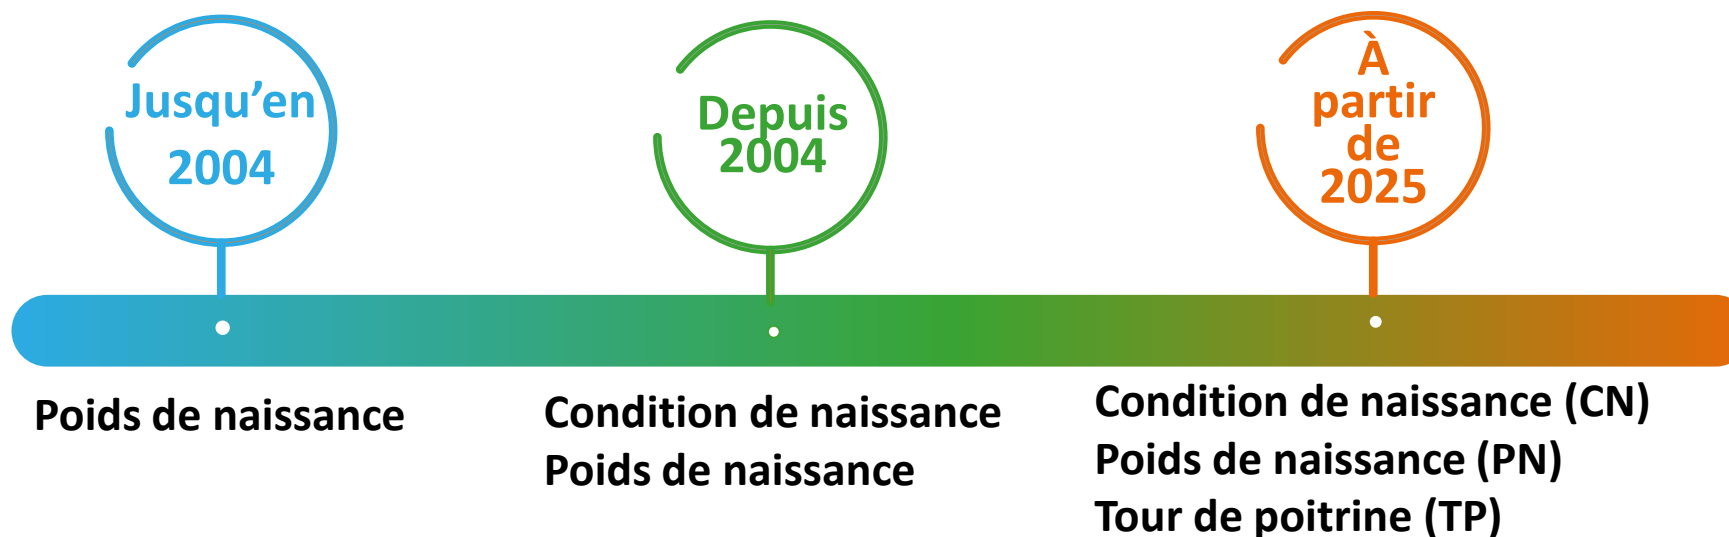 Jusqu’en
2004
Depuis
2004
À
partir
de
2025
Poids de naissance
Condition de naissance
Poids de naissance
Condition de naissance (CN)
Poids de naissance (PN)
Tour de poitrine (TP)